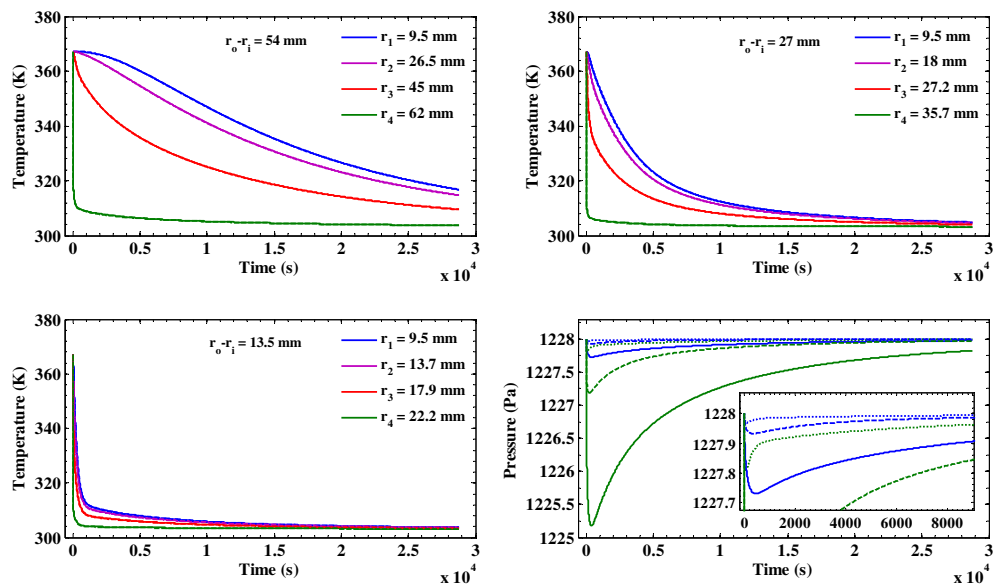 380
360
340
320
300
Temperature (K)
r_o-r_i = 54 mm
r_1 = 9.5 mm
r_2 = 26.5 mm
r_3 = 45 mm
r_4 = 62 mm
0 0.5 1 1.5 2 2.5 3
Time (s)
x 10^4
380
360
340
320
300
Temperature (K)
r_o-r_i = 27 mm
r_1 = 9.5 mm
r_2 = 18 mm
r_3 = 27.2 mm
r_4 = 35.7 mm
0 0.5 1 1.5 2 2.5 3
Time (s)
x 10^4
380
360
340
320
300
Temperature (K)
r_o-r_i = 13.5 mm
r_1 = 9.5 mm
r_2 = 13.7 mm
r_3 = 17.9 mm
r_4 = 22.2 mm
0 0.5 1 1.5 2 2.5 3
Time (s)
x 10^4
1228.5
1228
1227.5
1227
1226.5
1226
1225.5
1225
Pressure (Pa)
1228
1227.9
1227.8
1227.7
0 2000 4000 6000 8000
0 0.5 1 1.5 2 2.5 3
Time (s)
x 10^4